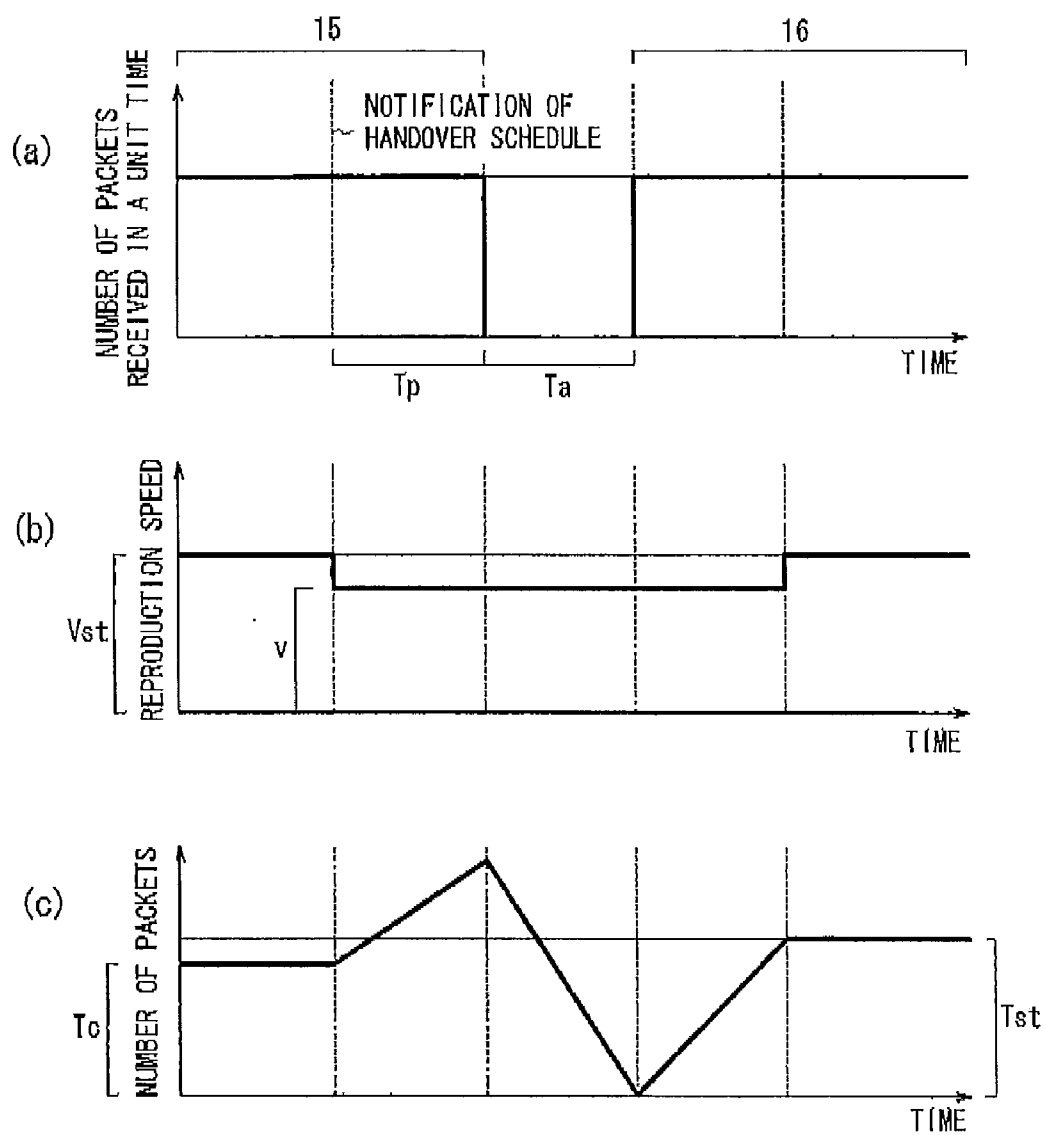 15
16
(a)
NUMBER OF PACKETS
RECEIVED IN A UNIT TIME
NOTIFICATION OF
HANDOVER SCHEDULE
TIME
Tp
Ta
(b)
REPRODUCTION SPEED
Vst
v
TIME
(c)
NUMBER OF PACKETS
Tc
Tst
TIME